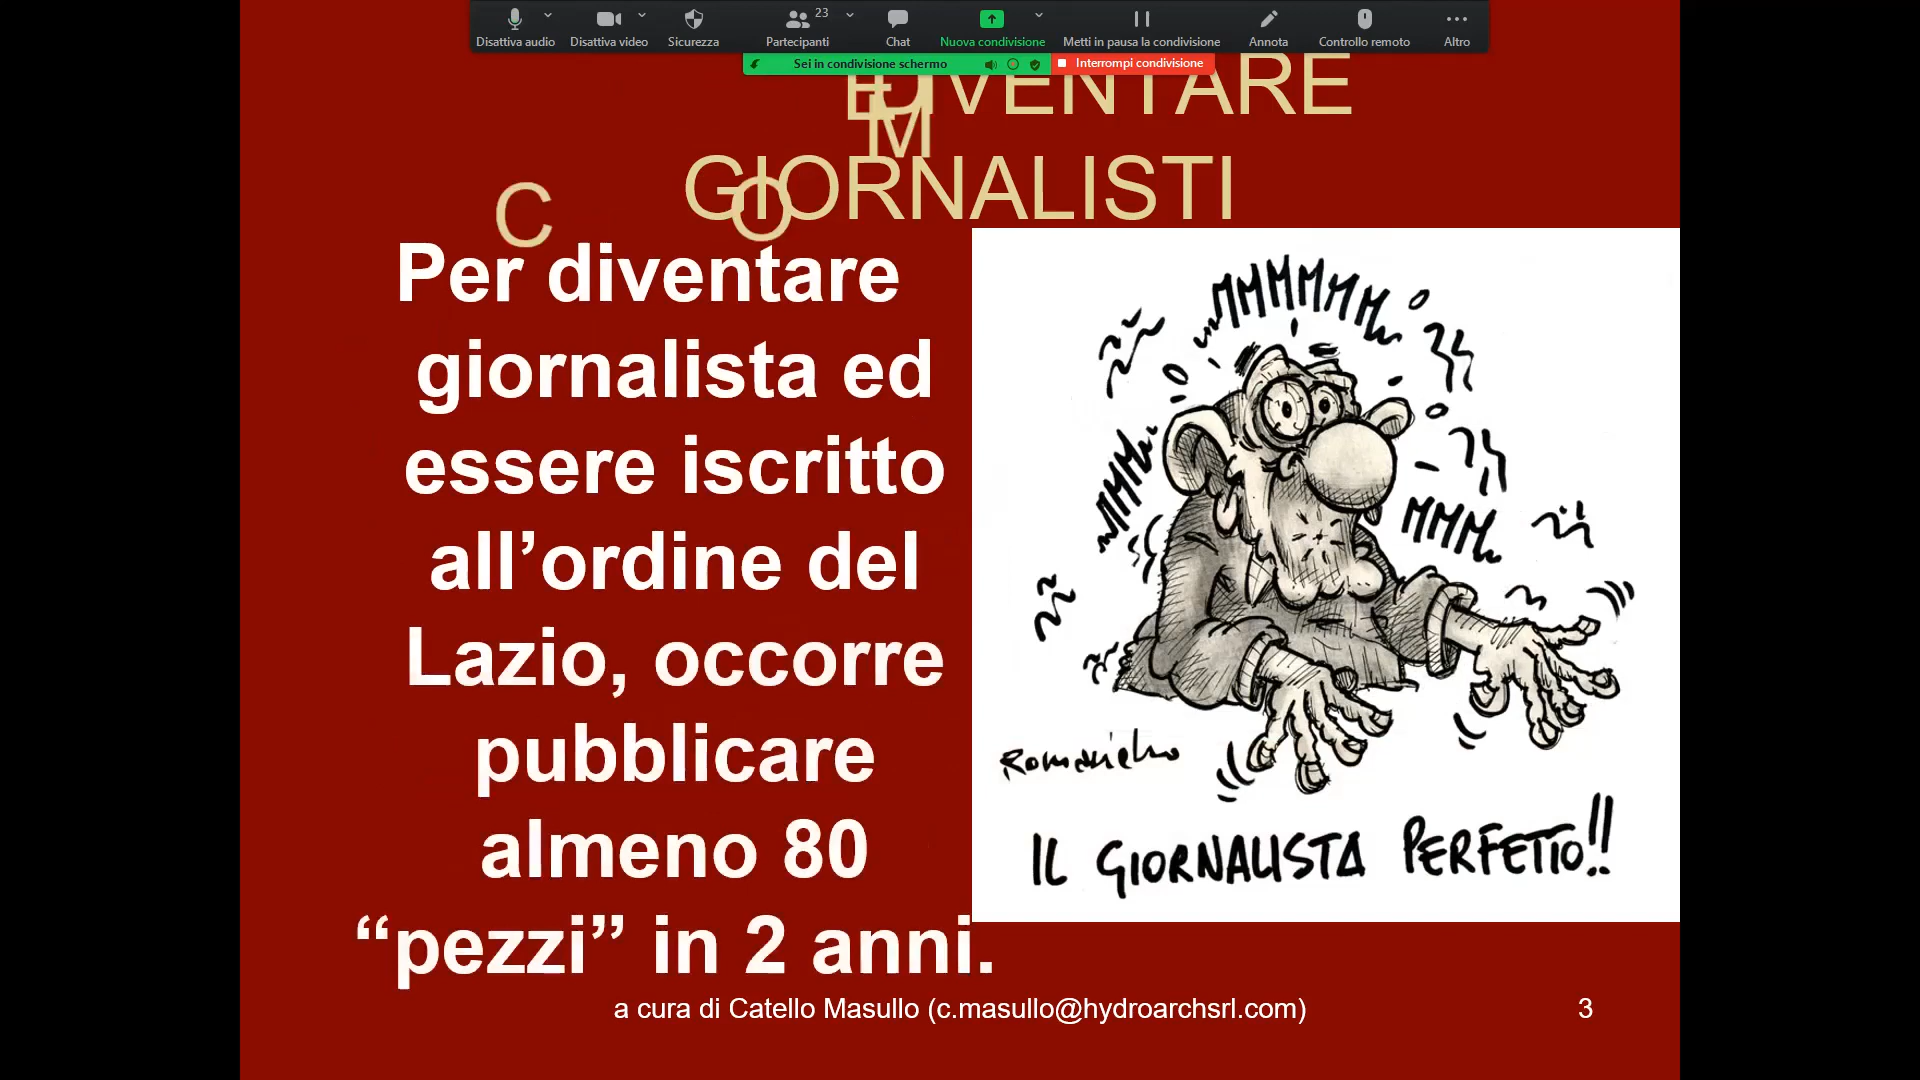 23
Disattiva audio Disattiva video Sicurezza Partecipanti Chat Nuova condivisione Metti in pausa la condivisione Annota Controllo remoto Altro
Sei in condivisione schermo Interrompi condivisione
E DIVENTARE
M
GIORNALISTI
C O
Per diventare
giornalista ed
essere iscritto
all’ordine del
Lazio, occorre
pubblicare
almeno 80
“pezzi” in 2 anni.
MMMMMM
MMM
MMM
IL GIORNALISTA PERFETTO!!
a cura di Catello Masullo (c.masullo@hydroarchsrl.com) 3